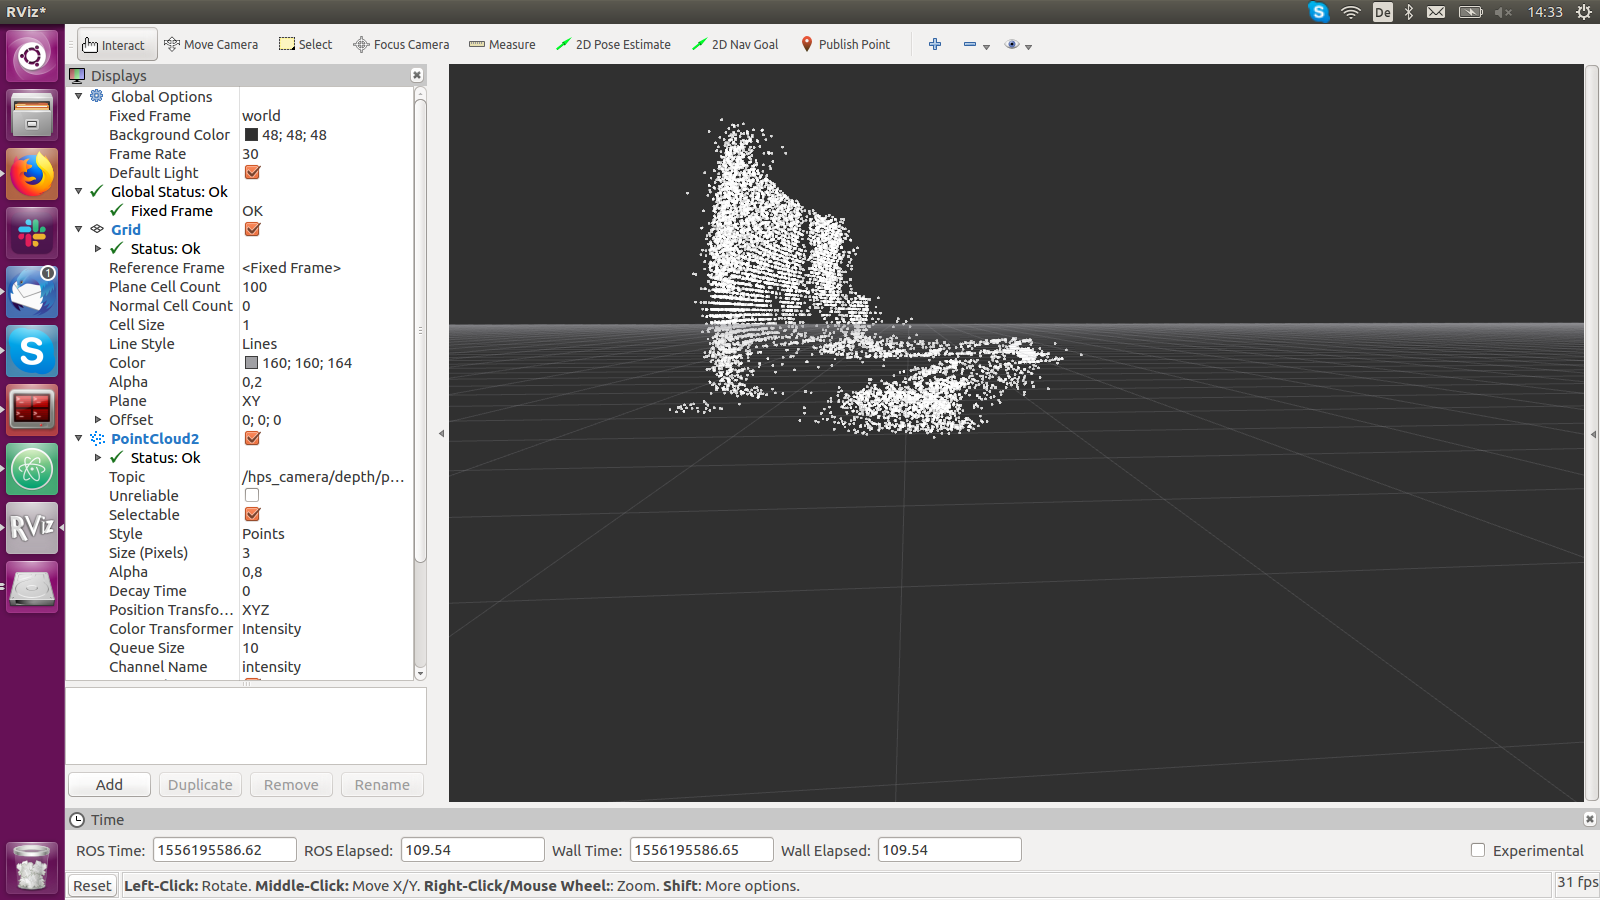 RViz*
De
14:33
Interact
Move Camera
Select
Focus Camera
Measure
2D Pose Estimate
2D Nav Goal
Publish Point
Displays
Global Options
Fixed Frame world
Background Color 48; 48; 48
Frame Rate 30
Default Light
Global Status: Ok
Fixed Frame OK
Grid
Status: Ok
Reference Frame <Fixed Frame>
Plane Cell Count 100
Normal Cell Count 0
Cell Size 1
Line Style Lines
Color 160; 160; 164
Alpha 0,2
Plane XY
Offset 0; 0; 0
PointCloud2
Status: Ok
Topic /hps_camera/depth/p...
Unreliable
Selectable
Style Points
Size (Pixels) 3
Alpha 0,8
Decay Time 0
Position Transfo... XYZ
Color Transformer Intensity
Queue Size 10
Channel Name intensity
1
S
RViz
Add
Duplicate
Remove
Rename
Time
ROS Time: 1556195586.62 ROS Elapsed: 109.54 Wall Time: 1556195586.65 Wall Elapsed: 109.54 Experimental
Reset Left-Click: Rotate. Middle-Click: Move X/Y. Right-Click/Mouse Wheel:: Zoom. Shift: More options. 31 fps